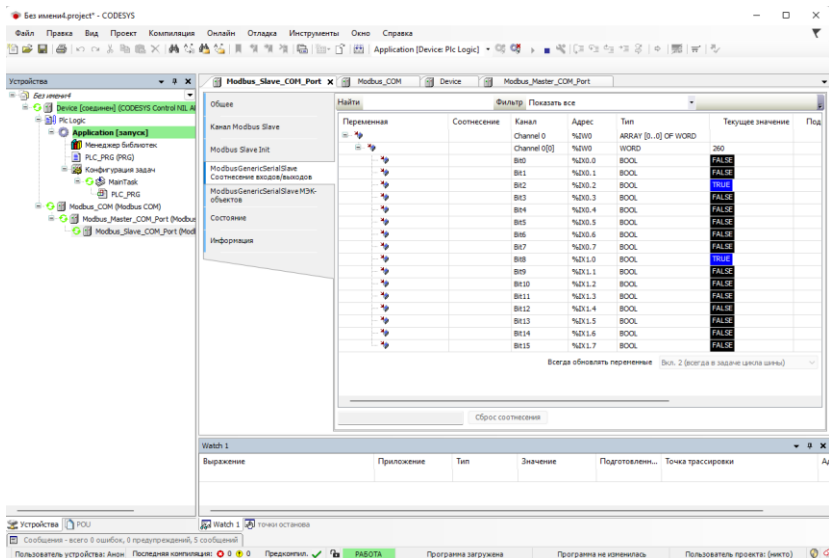 Без имени4.project* - CODESYS
Файл Правка Вид Проект Компиляция Онлайн Отладка Инструменты Окно Справка
Application [Device: Plc Logic]
Устройства
Без имени4
Device [соединен] (CODESYS Control
Plc Logic
Application [запуск]
Менеджер библиотек
PLC_PRG (PRG)
Конфигурация задач
MainTask
PLC_PRG
Modbus_COM (Modbus COM)
Modbus_Master_COM_Port (Modbus
Modbus_Slave_COM_Port (Mod
Modbus_Slave_COM_Port Modbus_COM Device Modbus_Master_COM_Port
Общее
Канал Modbus Slave
Modbus Slave Init
ModbusGenericSerialSlave
Соотнесение входов/выходов
ModbusGenericSerialSlave МЭК-
объектов
Состояние
Информация
Найти Фильтр Показать все
Переменная Соотнесение Канал Адрес Тип Текущее значение Под
Channel 0 %IW0 ARRAY [0..0] OF WORD
Channel 0[0] %IW0 WORD 260
Bit0 %IX0.0 BOOL FALSE
Bit1 %IX0.1 BOOL FALSE
Bit2 %IX0.2 BOOL TRUE
Bit3 %IX0.3 BOOL FALSE
Bit4 %IX0.4 BOOL FALSE
Bit5 %IX0.5 BOOL FALSE
Bit6 %IX0.6 BOOL FALSE
Bit7 %IX0.7 BOOL FALSE
Bit8 %IX1.0 BOOL TRUE
Bit9 %IX1.1 BOOL FALSE
Bit10 %IX1.2 BOOL FALSE
Bit11 %IX1.3 BOOL FALSE
Bit12 %IX1.4 BOOL FALSE
Bit13 %IX1.5 BOOL FALSE
Bit14 %IX1.6 BOOL FALSE
Bit15 %IX1.7 BOOL FALSE
Всегда обновлять переменные Вкл. 2 (всегда в задаче цикла шины)
Сброс соотнесения
Watch 1
Выражение Приложение Тип Значение Подготовленн... Точка трассировки
Устройства POU
Watch 1 точки останова
Сообщения - всего 0 ошибок, 0 предупреждений, 5 сообщений
Пользователь устройства: Анон Последняя компиляция: 0 0 Предкомпил. РАБОТА Программа загружена Программа не изменилась Пользователь проекта: (никто)